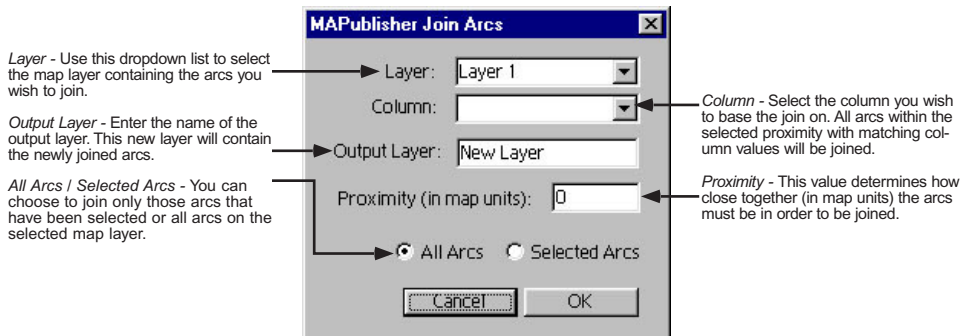 MAPublisher Join Arcs
Layer - Use this dropdown list to select
the map layer containing the arcs you
wish to join.
Output Layer - Enter the name of the
output layer. This new layer will contain
the newly joined arcs.
All Arcs / Selected Arcs - You can
choose to join only those arcs that
have been selected or all arcs on the
selected map layer.
Layer: Layer 1
Column:
Output Layer: New Layer
Proximity (in map units): 0
All Arcs Selected Arcs
Cancel OK
Column - Select the column you wish
to base the join on. All arcs within the
selected proximity with matching col-
umn values will be joined.
Proximity - This value determines how
close together (in map units) the arcs
must be in order to be joined.